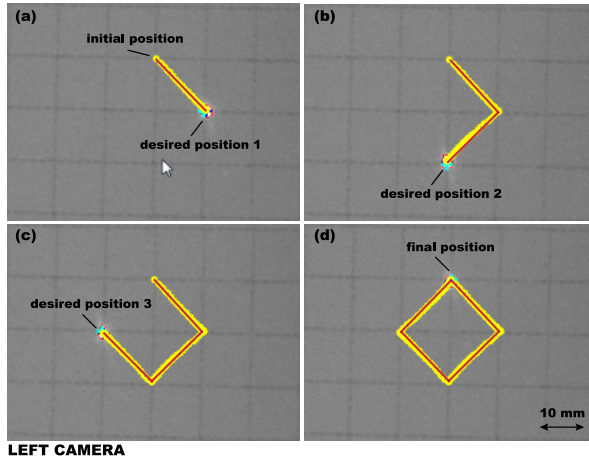 (a)
initial position
desired position 1
(b)
desired position 2
(c)
desired position 3
(d)
final position
10 mm
LEFT CAMERA